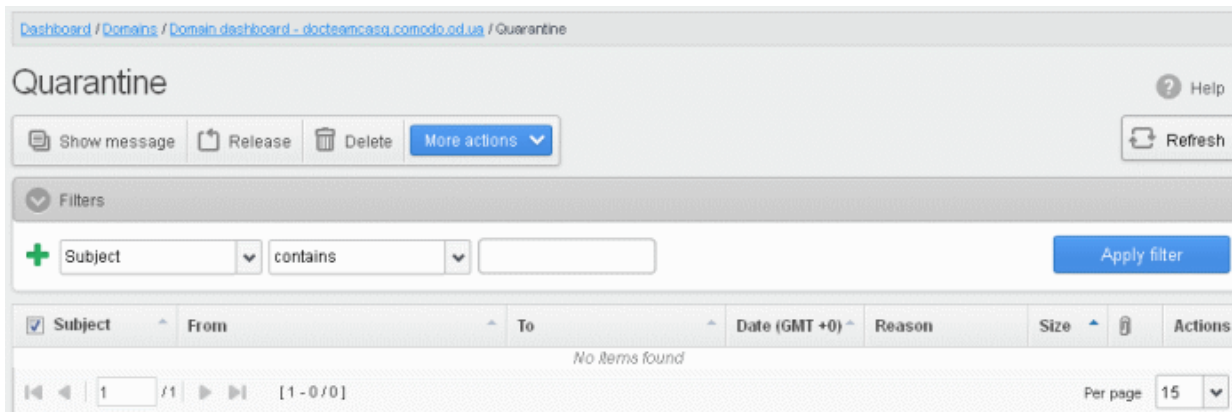 Dashboard / Domains / Domain dashboard - docteamcasg.comodo.od.ua / Quarantine
Quarantine
Help
Show message Release Delete More actions Refresh
Filters
Subject contains Apply filter
Subject From To Date (GMT +0) Reason Size Actions
No items found
1 /1 [1 - 0 / 0] Per page 15